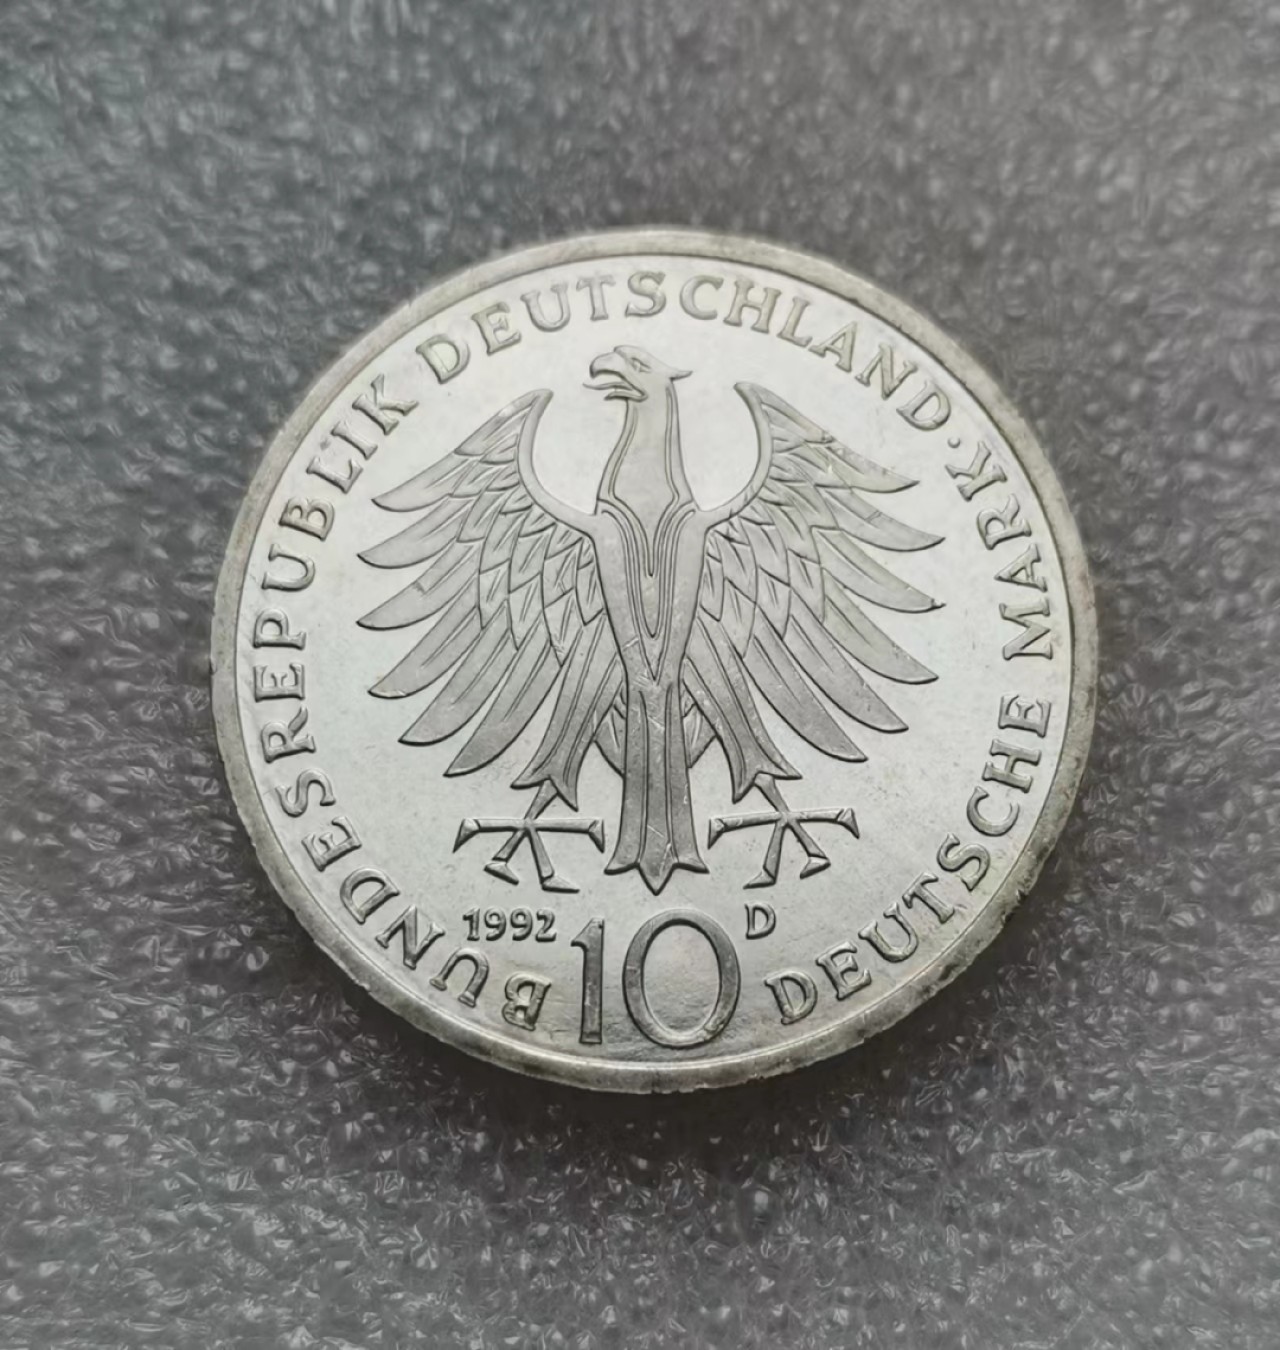 BUNDESREPUBLIK DEUTSCHLAND·
1992 10 D
DEUTSCHE MARK